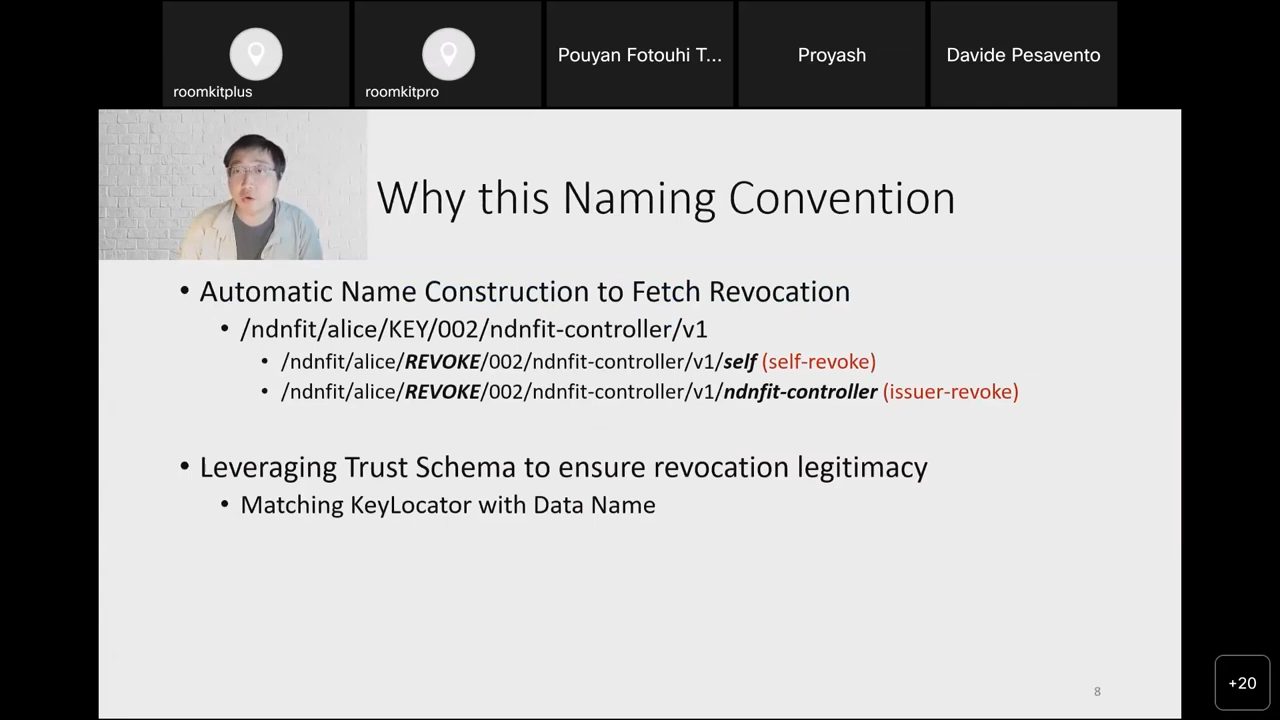 roomkitplus
roomkitpro
Pouyan Fotouhi T...
Proyash
Davide Pesavento
Why this Naming Convention
• Automatic Name Construction to Fetch Revocation
• /ndnfit/alice/KEY/002/ndnfit-controller/v1
• /ndnfit/alice/REVOKE/002/ndnfit-controller/v1/self (self-revoke)
• /ndnfit/alice/REVOKE/002/ndnfit-controller/v1/ndnfit-controller (issuer-revoke)
• Leveraging Trust Schema to ensure revocation legitimacy
• Matching KeyLocator with Data Name
8
+20